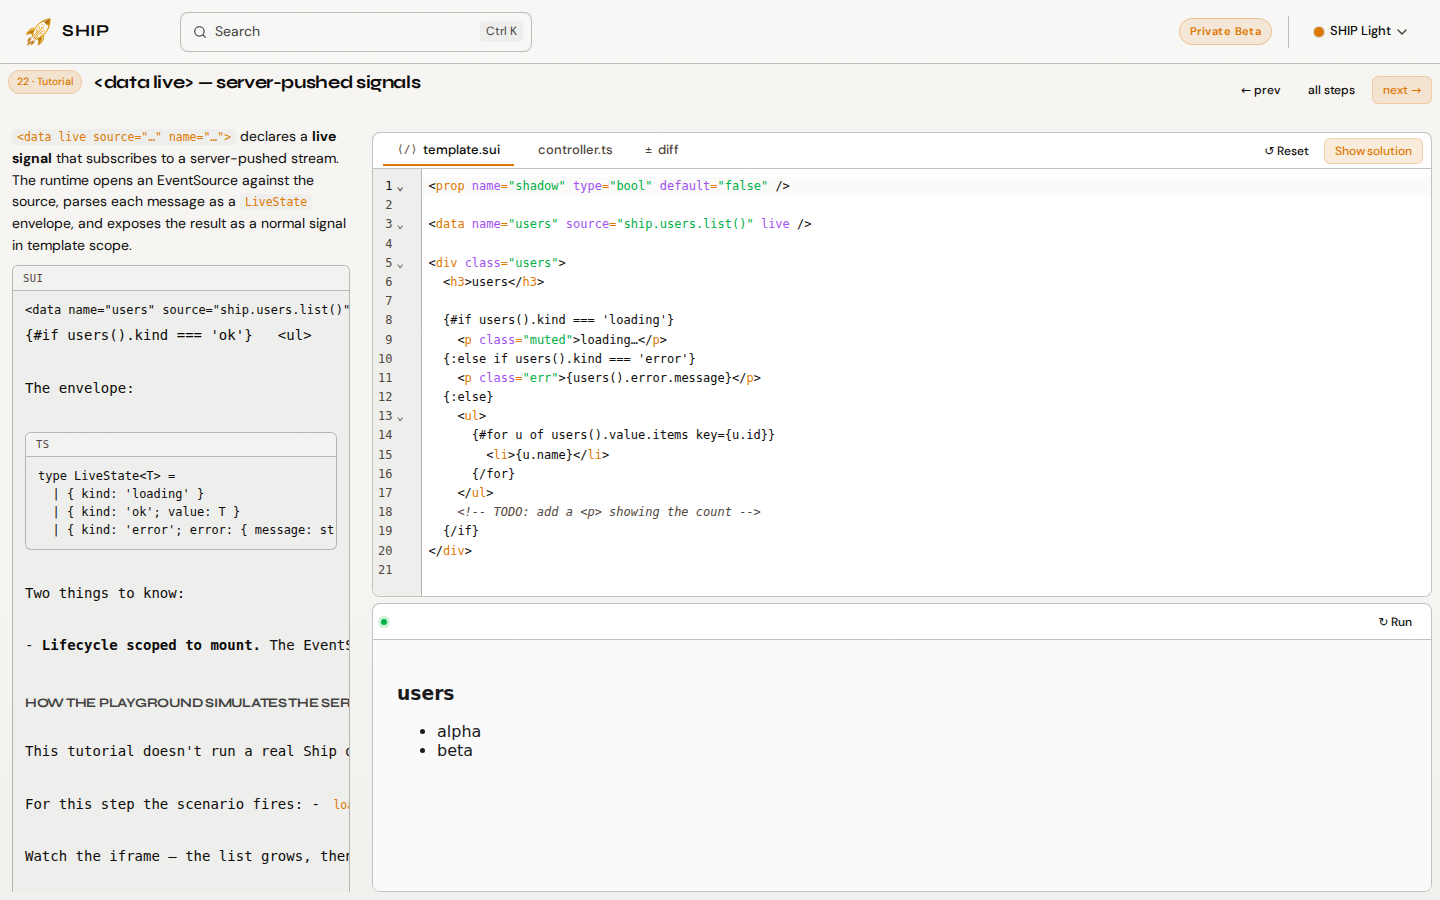 SHIP
Search
Ctrl K
Private Beta
SHIP Light
22 · Tutorial
<data live> — server-pushed signals
← prev
all steps
next →
<data live source="…" name="…"> declares a live
signal that subscribes to a server-pushed stream.
The runtime opens an EventSource against the
source, parses each message as a LiveState
envelope, and exposes the result as a normal signal
in template scope.
SUI
<data name="users" source="ship.users.list()"
{#if users().kind === 'ok'}   <ul>
The envelope:
TS
type LiveState<T> =
  | { kind: 'loading' }
  | { kind: 'ok'; value: T }
  | { kind: 'error'; error: { message: st
Two things to know:
- Lifecycle scoped to mount. The EventS
HOW THE PLAYGROUND SIMULATES THE SER
This tutorial doesn't run a real Ship
For this step the scenario fires: - loa
Watch the iframe — the list grows, then
⟨/⟩ template.sui
controller.ts
± diff
↺ Reset
Show solution
1 <prop name="shadow" type="bool" default="false" />
2
3 <data name="users" source="ship.users.list()" live />
4
5 <div class="users">
6   <h3>users</h3>
7
8   {#if users().kind === 'loading'}
9     <p class="muted">loading…</p>
10   {:else if users().kind === 'error'}
11     <p class="err">{users().error.message}</p>
12   {:else}
13     <ul>
14       {#for u of users().value.items key={u.id}}
15         <li>{u.name}</li>
16       {/for}
17     </ul>
18     <!-- TODO: add a <p> showing the count -->
19   {/if}
20 </div>
21
↻ Run
users
• alpha
• beta